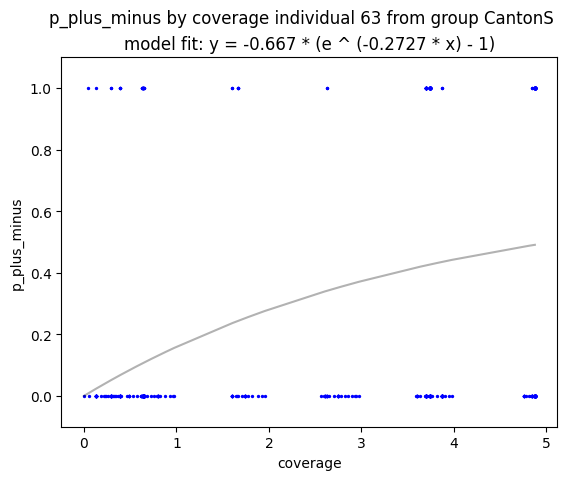 p_plus_minus by coverage individual 63 from group CantonS
model fit: y = -0.667 * (e ^ (-0.2727 * x) - 1)
1.0
0.8
0.6
0.4
0.2
0.0
p_plus_minus
0 1 2 3 4 5
coverage